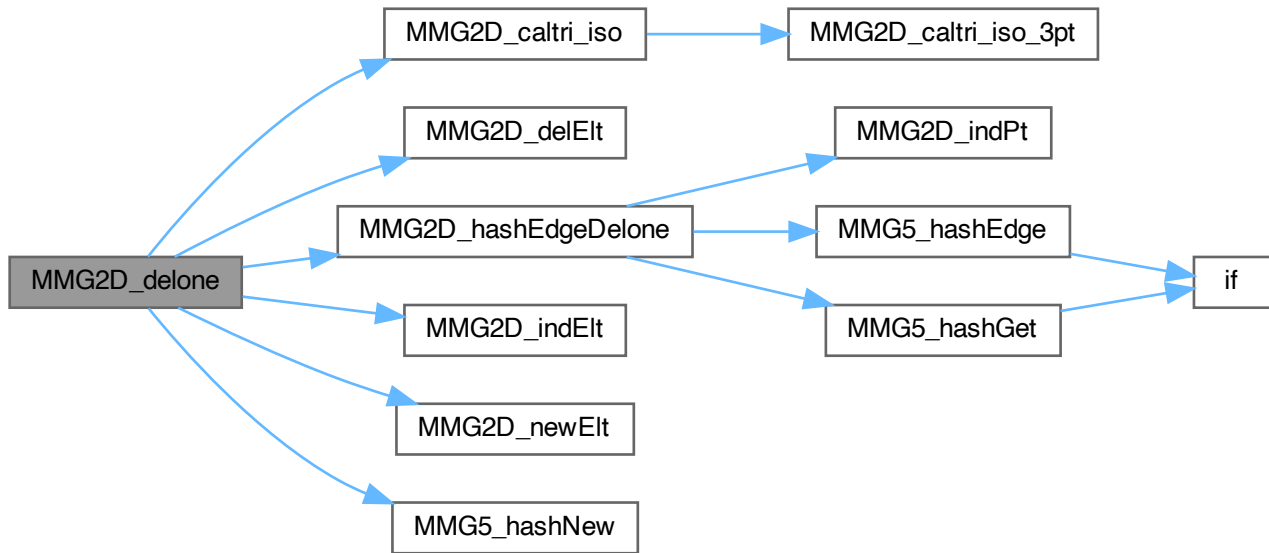 MMG2D_caltri_iso
MMG2D_caltri_iso_3pt
MMG2D_delElt
MMG2D_indPt
MMG2D_hashEdgeDelone
MMG5_hashEdge
MMG2D_delone
if
MMG2D_indElt
MMG5_hashGet
MMG2D_newElt
MMG5_hashNew